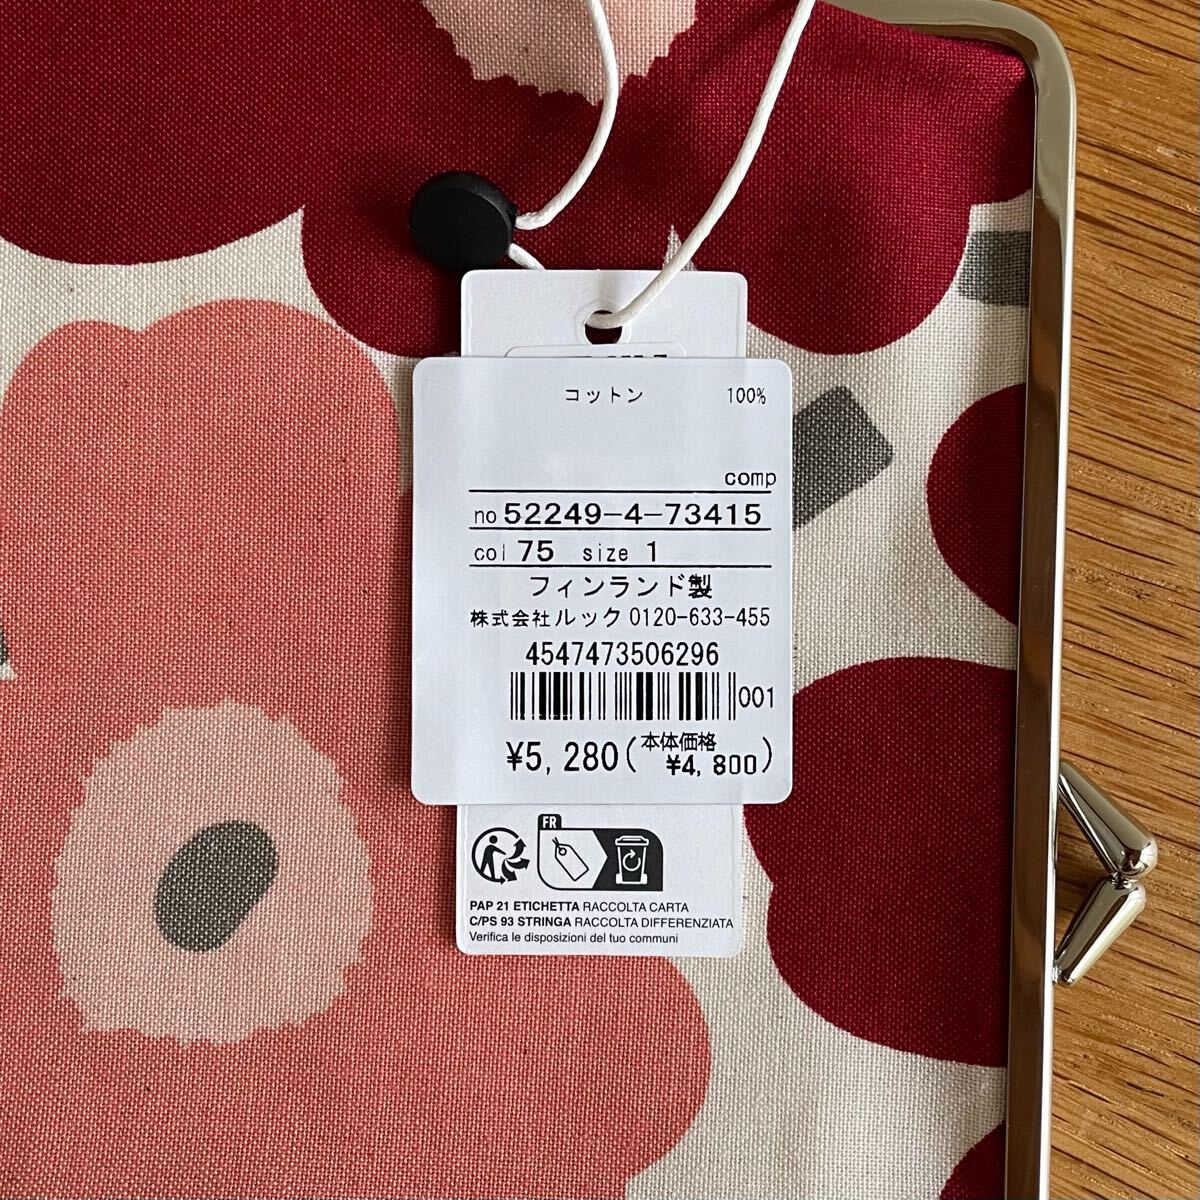 コットン 100%
comp
no 52249-4-73415
col 75 size 1
フィンランド製
株式会社ルック 0120-633-455
4547473506296
001
¥5,280(本体価格 ¥4,800)
FR
PAP 21 ETICHETTA RACCOLTA CARTA
C/PS 93 STRINGA RACCOLTA DIFFERENZIATA
Verifica le disposizioni del tuo communi